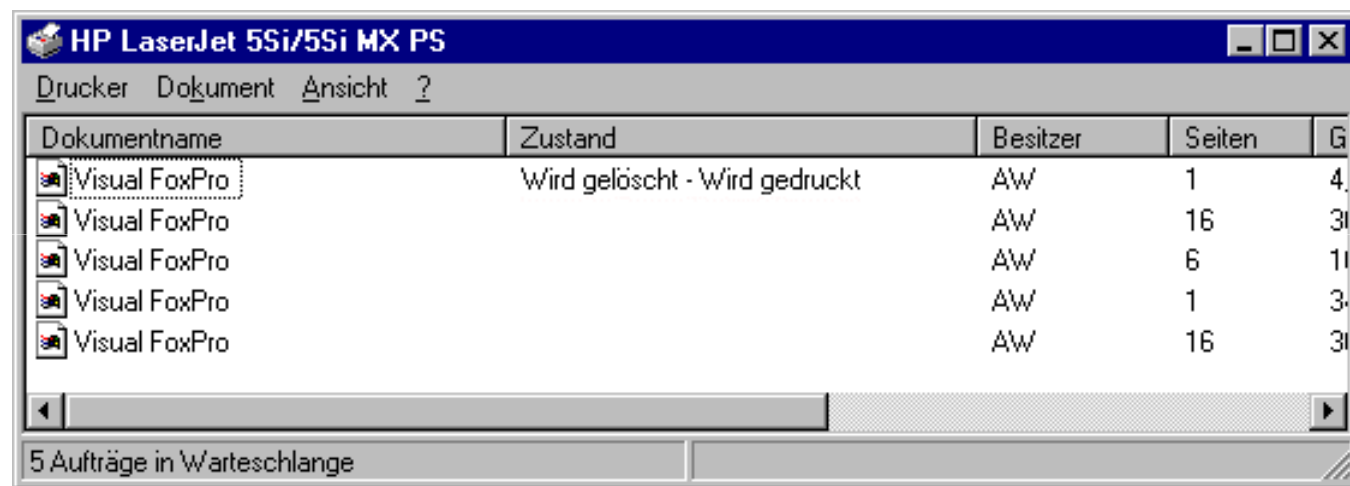 HP LaserJet 5Si/5Si MX PS
Drucker Dokument Ansicht ?
Dokumentname Zustand Besitzer Seiten
Visual FoxPro Wird gelöscht - Wird gedruckt AW 1
Visual FoxPro AW 16
Visual FoxPro AW 6
Visual FoxPro AW 1
Visual FoxPro AW 16
5 Aufträge in Warteschlange